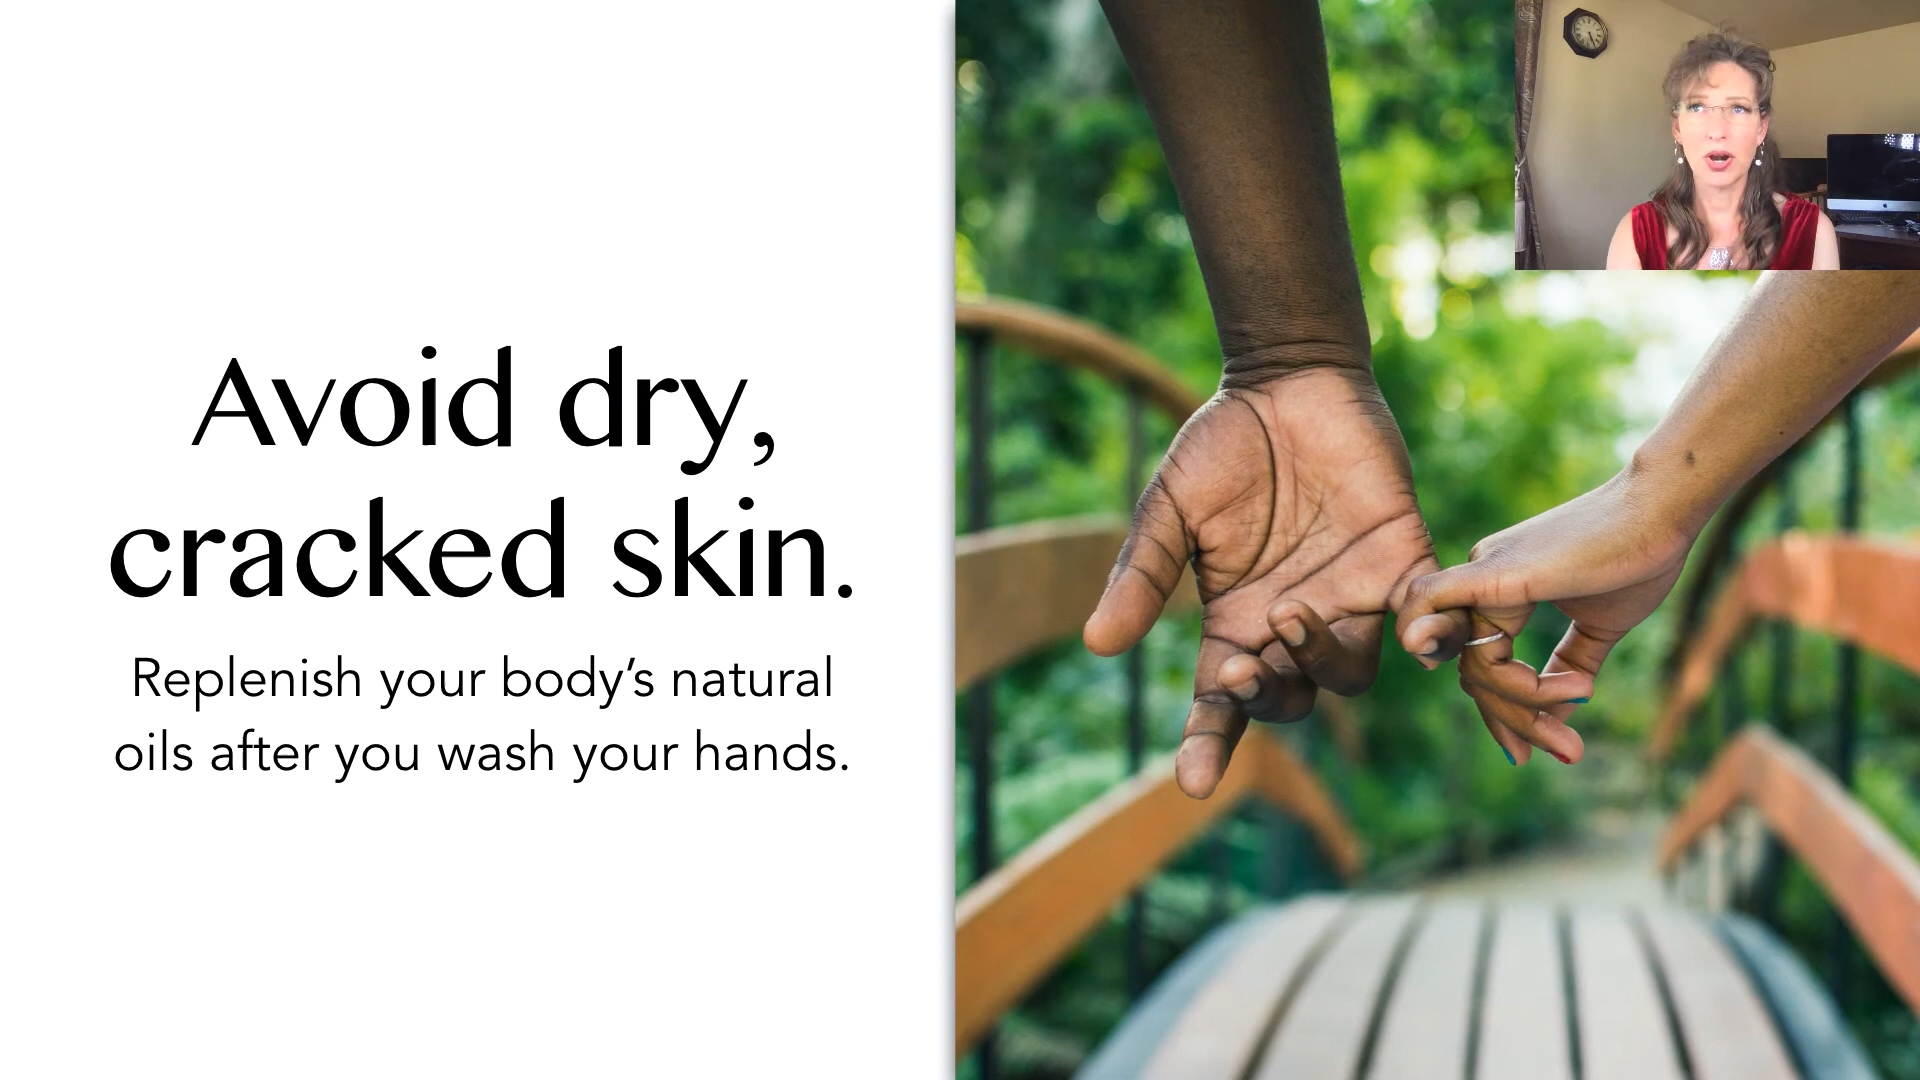 Avoid dry,
cracked skin.
Replenish your body’s natural
oils after you wash your hands.